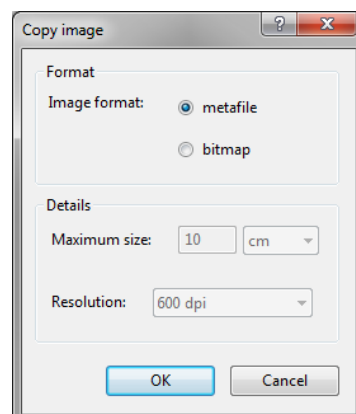 Copy image
?
Format
Image format:
metafile
bitmap
Details
Maximum size:
10
cm
Resolution:
600 dpi
OK
Cancel